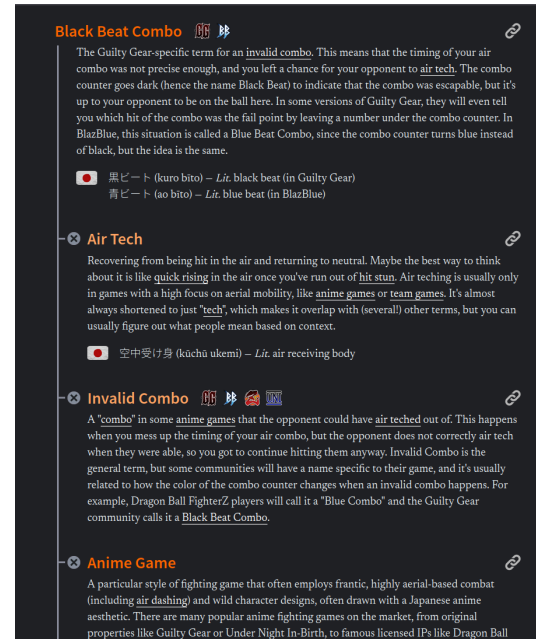 Black Beat Combo
The Guilty Gear-specific term for an invalid combo. This means that the timing of your air
combo was not precise enough, and you left a chance for your opponent to air tech. The combo
counter goes dark (hence the name Black Beat) to indicate that the combo was escapable, but it's
up to your opponent to be on the ball here. In some versions of Guilty Gear, they will even tell
you which hit of the combo was the fail point by leaving a number under the combo counter. In
BlazBlue, this situation is called a Blue Beat Combo, since the combo counter turns blue instead
of black, but the idea is the same.
黒ビート (kuro bīto) – Lit. black beat (in Guilty Gear)
青ビート (ao bīto) – Lit. blue beat (in BlazBlue)
Air Tech
Recovering from being hit in the air and returning to neutral. Maybe the best way to think
about it is like quick rising in the air once you've run out of hit stun. Air teching is usually only
in games with a high focus on aerial mobility, like anime games or team games. It's almost
always shortened to just "tech", which makes it overlap with (several!) other terms, but you can
usually figure out what people mean based on context.
空中受け身 (kūchū ukemi) – Lit. air receiving body
Invalid Combo
A "combo" in some anime games that the opponent could have air teched out of. This happens
when you mess up the timing of your air combo, but the opponent does not correctly air tech
when they were able, so you got to continue hitting them anyway. Invalid Combo is the
general term, but some communities will have a name specific to their game, and it's usually
related to how the color of the combo counter changes when an invalid combo happens. For
example, Dragon Ball FighterZ players will call it a "Blue Combo" and the Guilty Gear
community calls it a Black Beat Combo.
Anime Game
A particular style of fighting game that often employs frantic, highly aerial-based combat
(including air dashing) and wild character designs, often drawn with a Japanese anime
aesthetic. There are many popular anime fighting games on the market, from original
properties like Guilty Gear or Under Night In-Birth, to famous licensed IPs like Dragon Ball